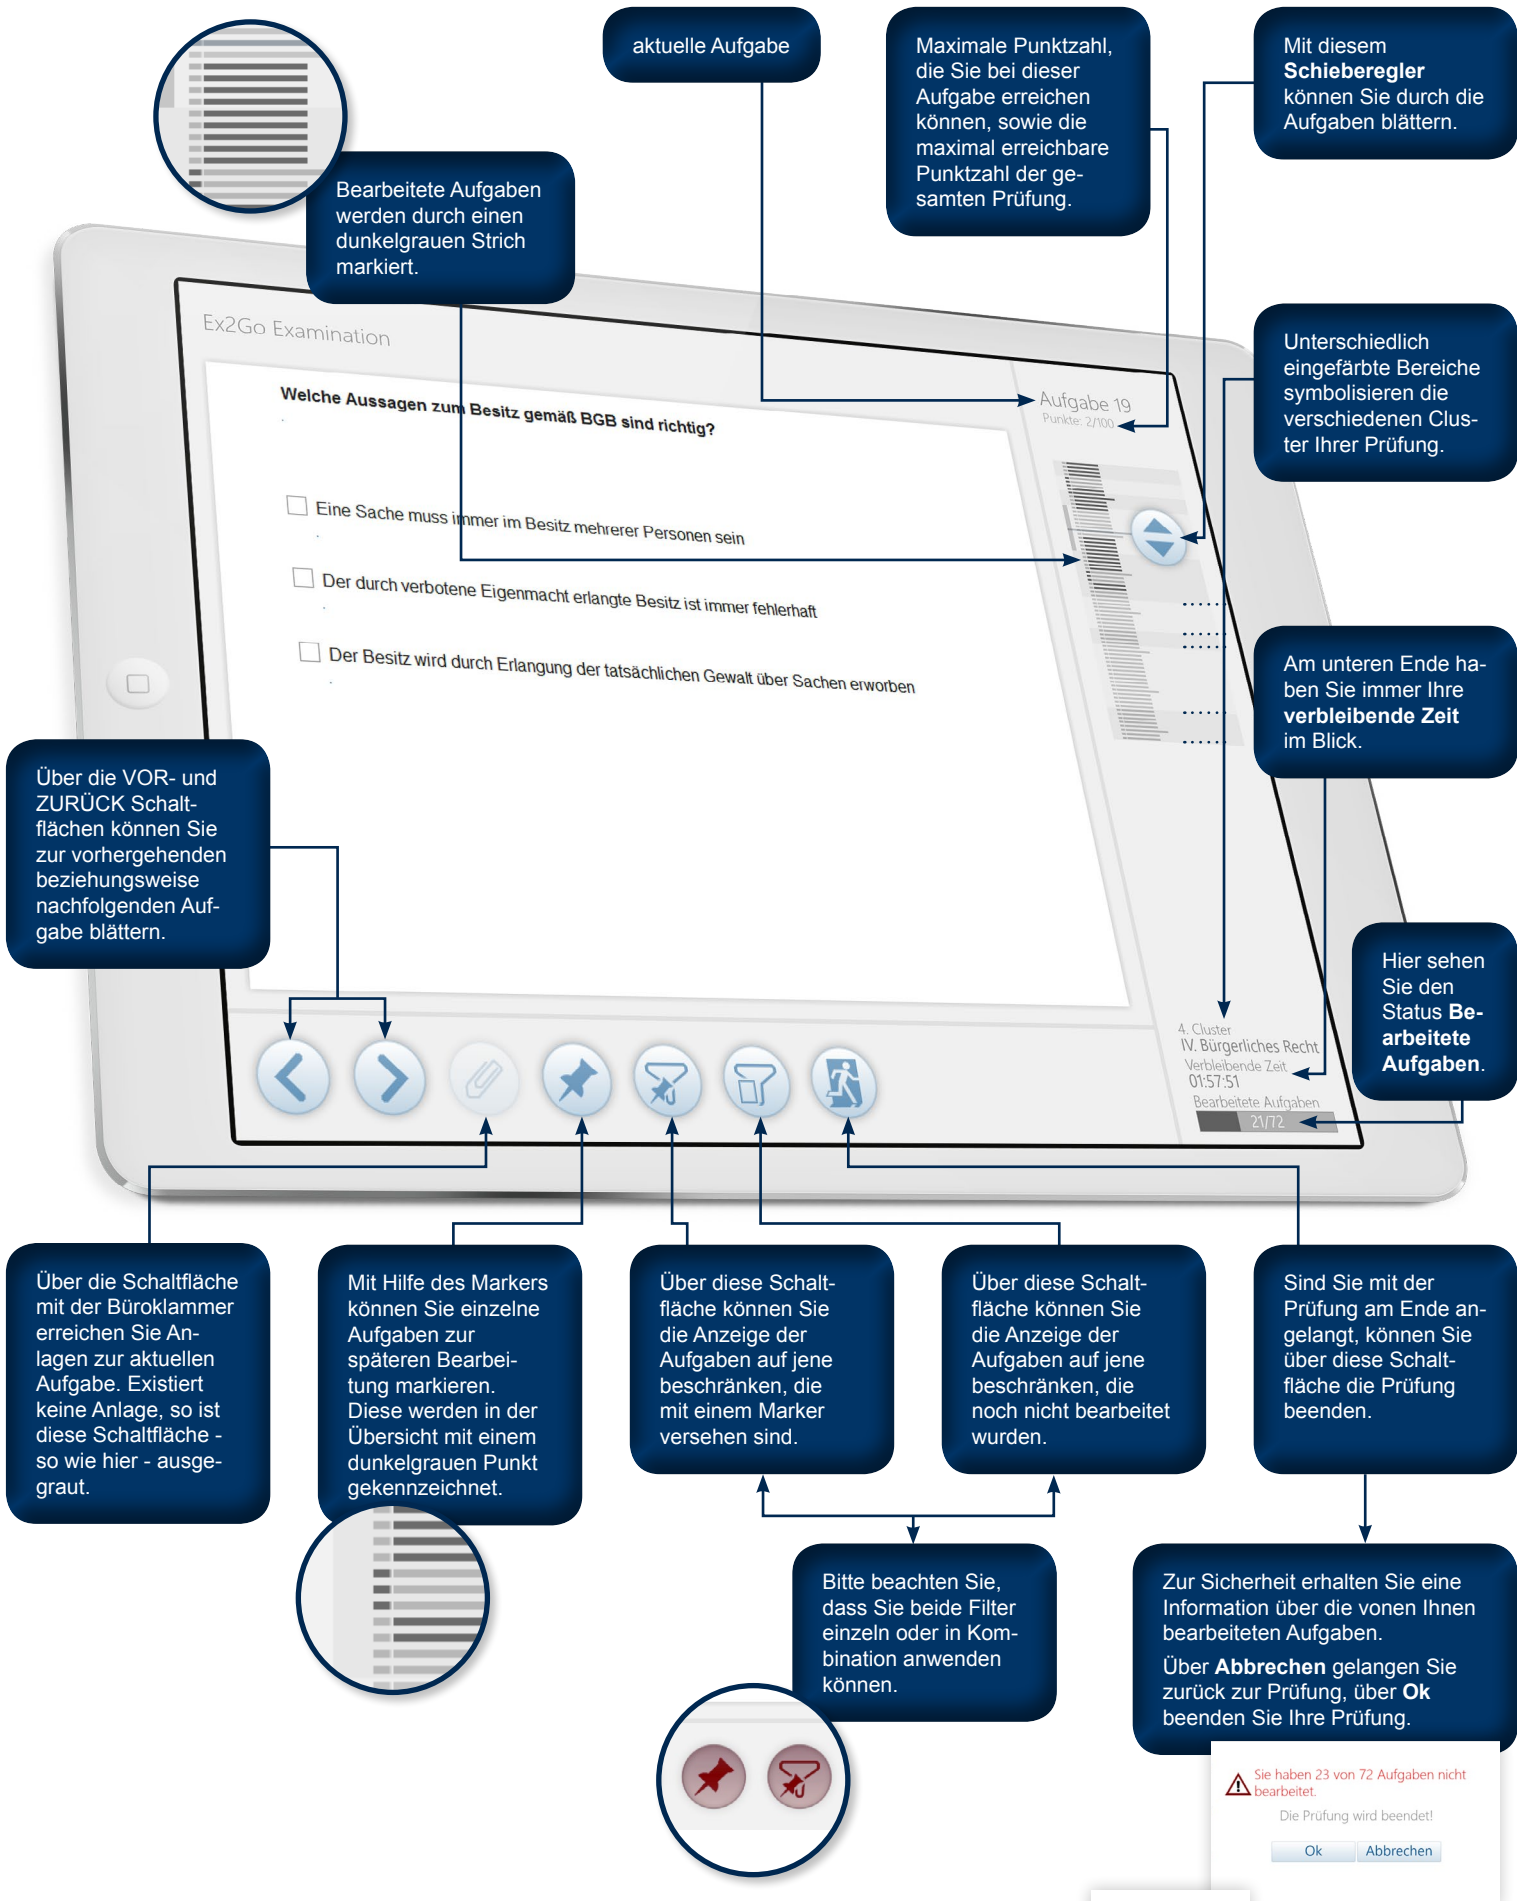 aktuelle Aufgabe
Maximale Punktzahl,
die Sie bei dieser
Aufgabe erreichen
können, sowie die
maximal erreichbare
Punktzahl der ge-
samten Prüfung.
Mit diesem
Schieberegler
können Sie durch die
Aufgaben blättern.
Bearbeitete Aufgaben
werden durch einen
dunkelgrauen Strich
markiert.
Ex2Go Examination
Welche Aussagen zum Besitz gemäß BGB sind richtig?
.
Eine Sache muss immer im Besitz mehrerer Personen sein
.
Der durch verbotene Eigenmacht erlangte Besitz ist immer fehlerhaft
.
Der Besitz wird durch Erlangung der tatsächlichen Gewalt über Sachen erworben
.
Aufgabe 19
Punkte: 2/100
Unterschiedlich
eingefärbte Bereiche
symbolisieren die
verschiedenen Clus-
ter Ihrer Prüfung.
Am unteren Ende ha-
ben Sie immer Ihre
verbleibende Zeit
im Blick.
Über die VOR- und
ZURÜCK Schalt-
flächen können Sie
zur vorhergehenden
beziehungsweise
nachfolgenden Auf-
gabe blättern.
Hier sehen
Sie den
Status Be-
arbeitete
Aufgaben.
4. Cluster
IV. Bürgerliches Recht
Verbleibende Zeit
01:57:51
Bearbeitete Aufgaben
21/72
Über die Schaltfläche
mit der Büroklammer
erreichen Sie An-
lagen zur aktuellen
Aufgabe. Existiert
keine Anlage, so ist
diese Schaltfläche -
so wie hier - ausge-
graut.
Mit Hilfe des Markers
können Sie einzelne
Aufgaben zur
späteren Bearbei-
tung markieren.
Diese werden in der
Übersicht mit einem
dunkelgrauen Punkt
gekennzeichnet.
Über diese Schalt-
fläche können Sie
die Anzeige der
Aufgaben auf jene
beschränken, die
mit einem Marker
versehen sind.
Über diese Schalt-
fläche können Sie
die Anzeige der
Aufgaben auf jene
beschränken, die
noch nicht bearbeitet
wurden.
Sind Sie mit der
Prüfung am Ende an-
gelangt, können Sie
über diese Schalt-
fläche die Prüfung
beenden.
Bitte beachten Sie,
dass Sie beide Filter
einzeln oder in Kom-
bination anwenden
können.
Zur Sicherheit erhalten Sie eine
Information über die vonen Ihnen
bearbeiteten Aufgaben.
Über Abbrechen gelangen Sie
zurück zur Prüfung, über Ok
beenden Sie Ihre Prüfung.
Sie haben 23 von 72 Aufgaben nicht
bearbeitet.
Die Prüfung wird beendet!
Ok
Abbrechen